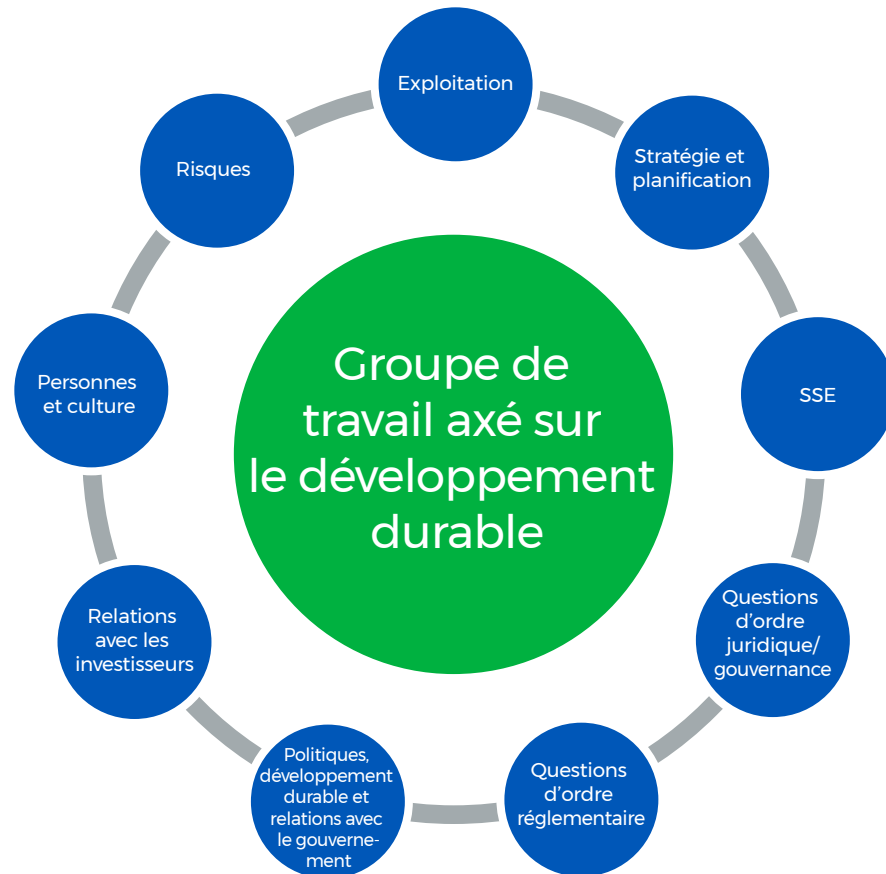 Exploitation
Stratégie et
planification
SSE
Questions
d’ordre
juridique/
gouvernance
Questions
d’ordre
réglementaire
Politiques,
développement
durable et
relations avec
le gouverne-
ment
Relations
avec les
investisseurs
Personnes
et culture
Risques
Groupe de
travail axé sur
le développement
durable